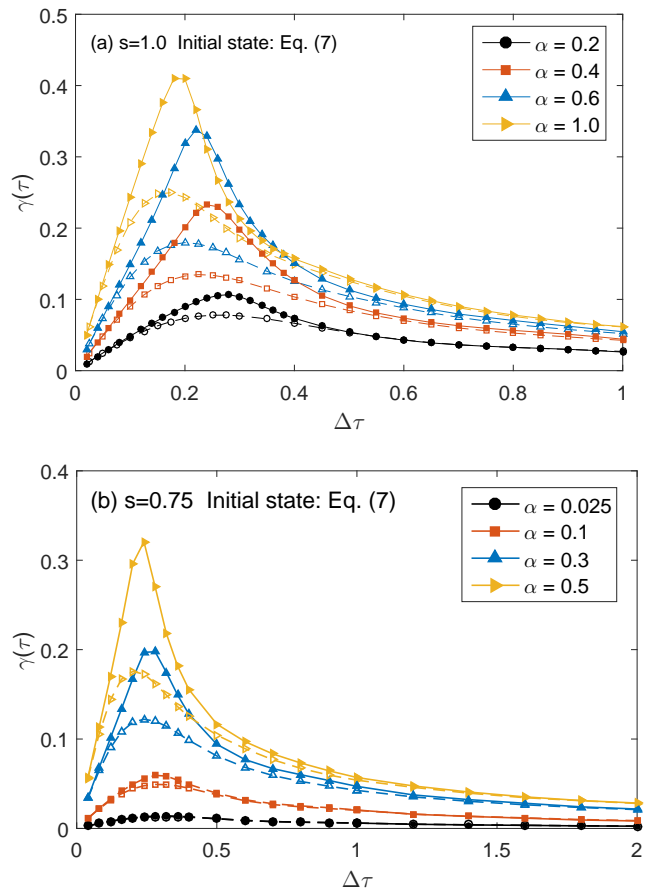 (a) s=1.0 Initial state: Eq. (7)
α = 0.2
α = 0.4
α = 0.6
α = 1.0
0.5
0.4
0.3
0.2
0.1
0
γ(τ)
0 0.2 0.4 0.6 0.8 1
Δτ
(b) s=0.75 Initial state: Eq. (7)
α = 0.025
α = 0.1
α = 0.3
α = 0.5
0.4
0.3
0.2
0.1
0
γ(τ)
0 0.5 1 1.5 2
Δτ